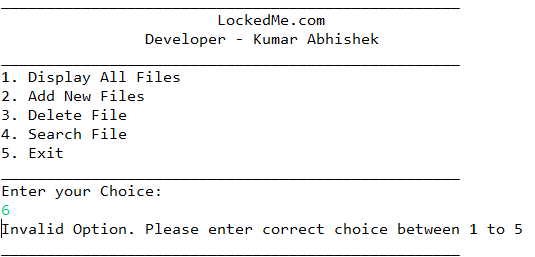 LockedMe.com
Developer - Kumar Abhishek
1. Display All Files
2. Add New Files
3. Delete File
4. Search File
5. Exit
Enter your Choice:
6
Invalid Option. Please enter correct choice between 1 to 5